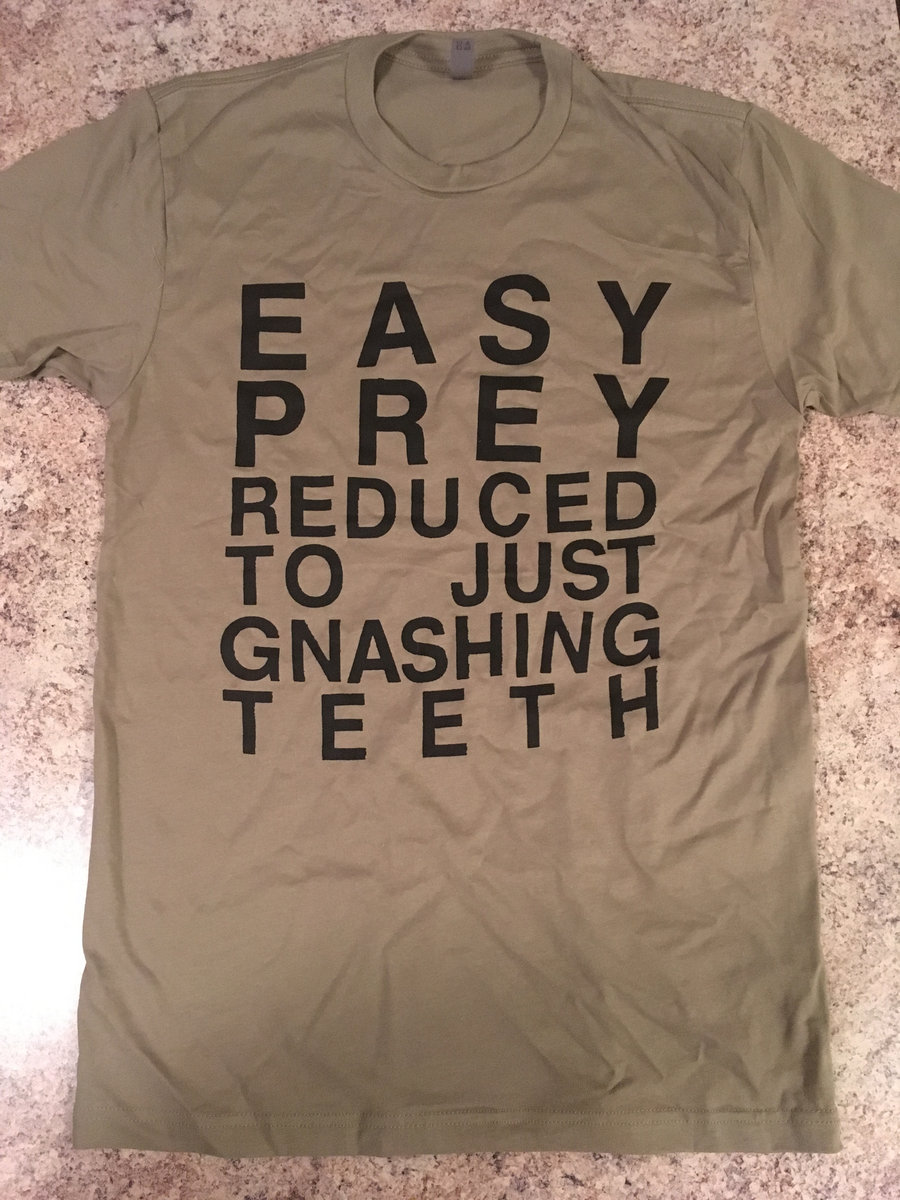 EASY
PREY
REDUCED
TO JUST
GNASHING
TEETH